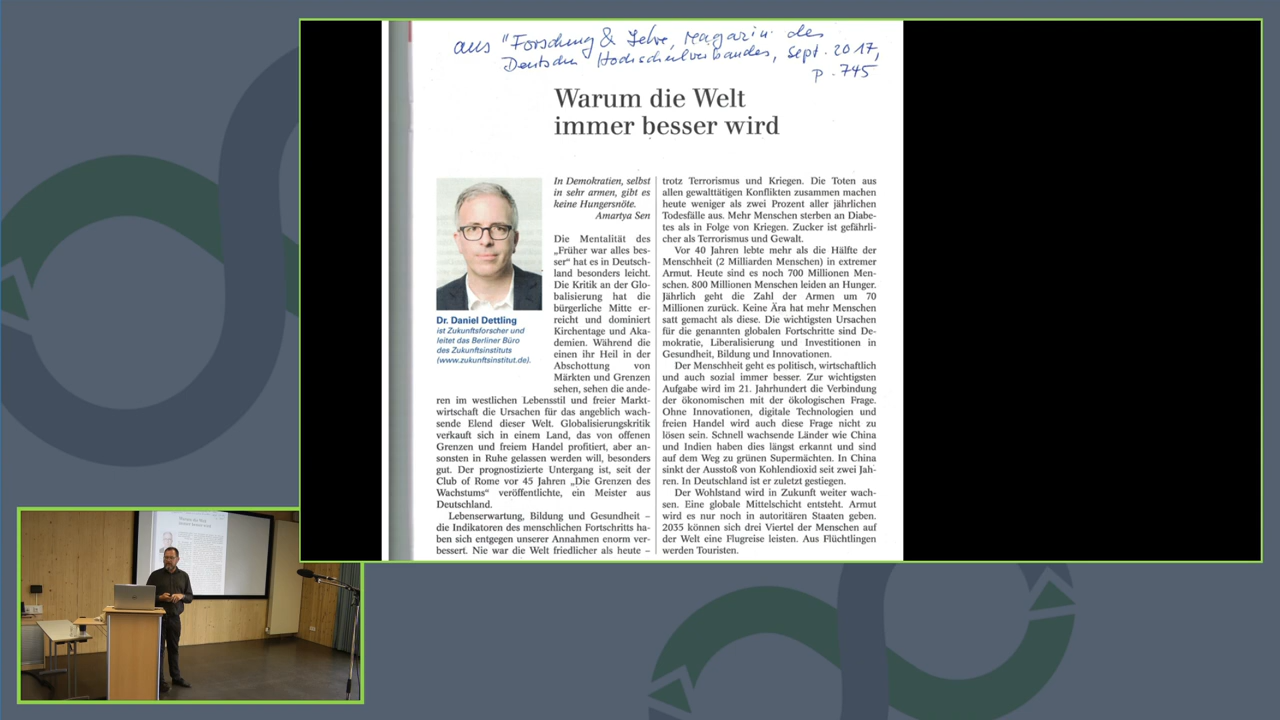 aus "Forschung & Lehre, Magazin des
Deutschen Hochschulverbandes, Sept. 2017,
p. 745
Warum die Welt
immer besser wird
Dr. Daniel Dettling
ist Zukunftsforscher und
leitet das Berliner Büro
des Zukunftsinstituts
(www.zukunftsinstitut.de).
In Demokratien, selbst
in sehr armen, gibt es
keine Hungersnöte.
Amartya Sen
Die Mentalität des
„Früher war alles bes-
ser“ hat es in Deutsch-
land besonders leicht.
Die Kritik an der Glo-
balisierung hat die
bürgerliche Mitte er-
reicht und dominiert
Kirchentage und Aka-
demien. Während die
einen ihr Heil in der
Abschottung von
Märkten und Grenzen
sehen, sehen die ande-
ren im westlichen Lebensstil und freier Markt-
wirtschaft die Ursachen für das angeblich wach-
sende Elend dieser Welt. Globalisierungskritik
verkauft sich in einem Land, das von offenen
Grenzen und freiem Handel profitiert, aber an-
sonsten in Ruhe gelassen werden will, besonders
gut. Der prognostizierte Untergang ist, seit der
Club of Rome vor 45 Jahren „Die Grenzen des
Wachstums“ veröffentlichte, ein Meister aus
Deutschland.
Lebenserwartung, Bildung und Gesundheit –
die Indikatoren des menschlichen Fortschritts ha-
ben sich entgegen unserer Annahmen enorm ver-
bessert. Nie war die Welt friedlicher als heute –
trotz Terrorismus und Kriegen. Die Toten aus
allen gewalttätigen Konflikten zusammen machen
heute weniger als zwei Prozent aller jährlichen
Todesfälle aus. Mehr Menschen sterben an Diabe-
tes als in Folge von Kriegen. Zucker ist gefährli-
cher als Terrorismus und Gewalt.
Vor 40 Jahren lebte mehr als die Hälfte der
Menschheit (2 Milliarden Menschen) in extremer
Armut. Heute sind es noch 700 Millionen Men-
schen. 800 Millionen Menschen leiden an Hunger.
Jährlich geht die Zahl der Armen um 70
Millionen zurück. Keine Ära hat mehr Menschen
satt gemacht als diese. Die wichtigsten Ursachen
für die genannten globalen Fortschritte sind De-
mokratie, Liberalisierung und Investitionen in
Gesundheit, Bildung und Innovationen.
Der Menschheit geht es politisch, wirtschaftlich
und auch sozial immer besser. Zur wichtigsten
Aufgabe wird im 21. Jahrhundert die Verbindung
der ökonomischen mit der ökologischen Frage.
Ohne Innovationen, digitale Technologien und
freien Handel wird auch diese Frage nicht zu
lösen sein. Schnell wachsende Länder wie China
und Indien haben dies längst erkannt und sind
auf dem Weg zu grünen Supermächten. In China
sinkt der Ausstoß von Kohlendioxid seit zwei Jah-
ren. In Deutschland ist er zuletzt gestiegen.
Der Wohlstand wird in Zukunft weiter wach-
sen. Eine globale Mittelschicht entsteht. Armut
wird es nur noch in autoritären Staaten geben.
2035 können sich drei Viertel der Menschen auf
der Welt eine Flugreise leisten. Aus Flüchtlingen
werden Touristen.
Warum die Welt
immer besser wird